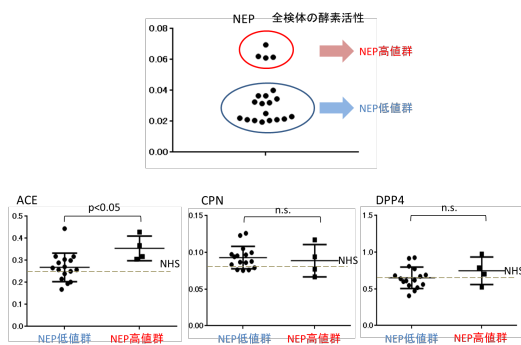 NEP 全検体の酵素活性
0.08
0.06
0.04
0.02
0.00
NEP高値群
NEP低値群
ACE
p<0.05
0.5
0.4
0.3
0.2
0.1
0.0
NHS
NEP低値群
NEP高値群
CPN
n.s.
0.15
0.10
0.05
0.00
NHS
NEP低値群
NEP高値群
DPP4
n.s.
1.5
1.0
0.5
0.0
NHS
NEP低値群
NEP高値群